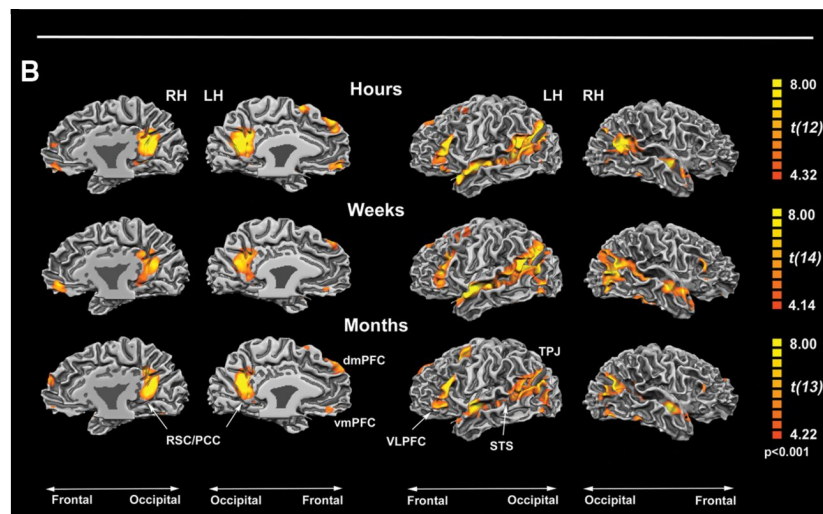 B
RH LH Hours LH RH
8.00
t(12)
4.32
Weeks
8.00
t(14)
4.14
Months
8.00
dmPFC
TPJ
t(13)
vmPFC
RSC/PCC
VLPFC
STS
4.22
p<0.001
Frontal Occipital Occipital Frontal Frontal Occipital Occipital Frontal